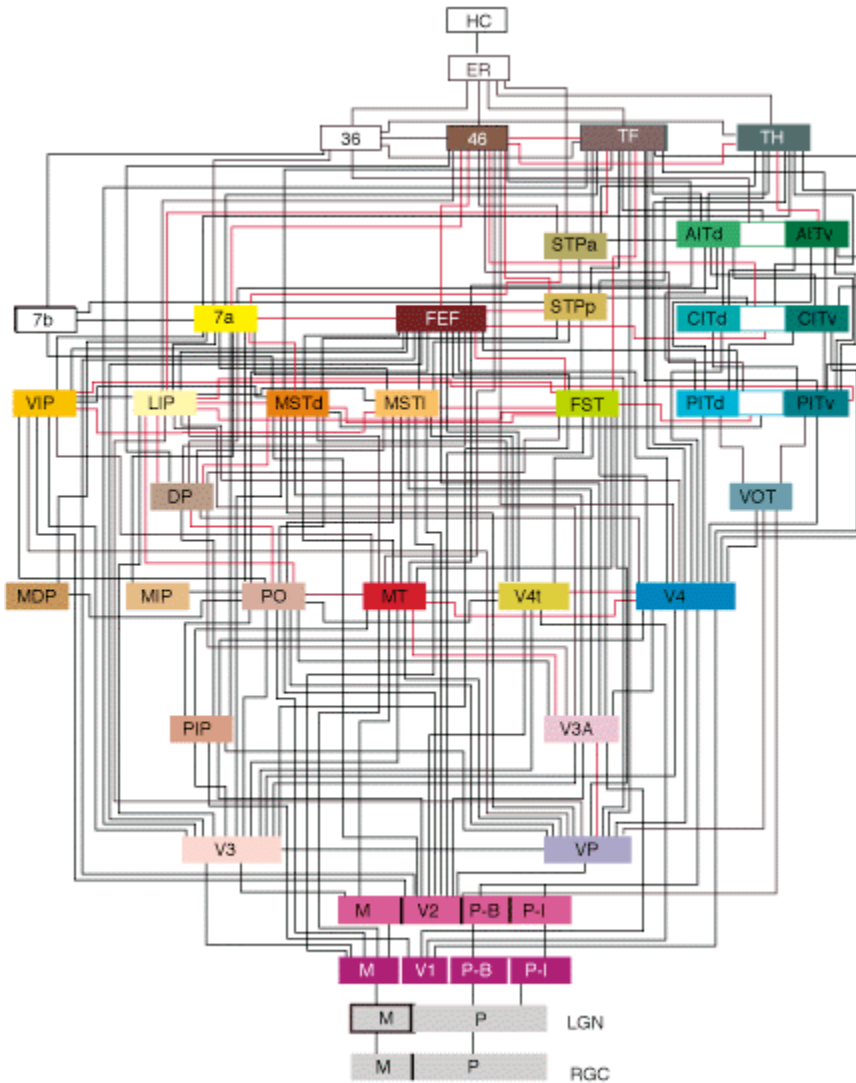 HC
ER
36 46 TF TH
STPa AITd AITv
7b 7a FEF STPp CITd CITv
VIP LIP MSTd MSTl FST PITd PITv
DP VOT
MDP MIP PO MT V4t V4
PIP V3A
V3 VP
M V2 P-B P-I
M V1 P-B P-I
M P LGN
M P RGC